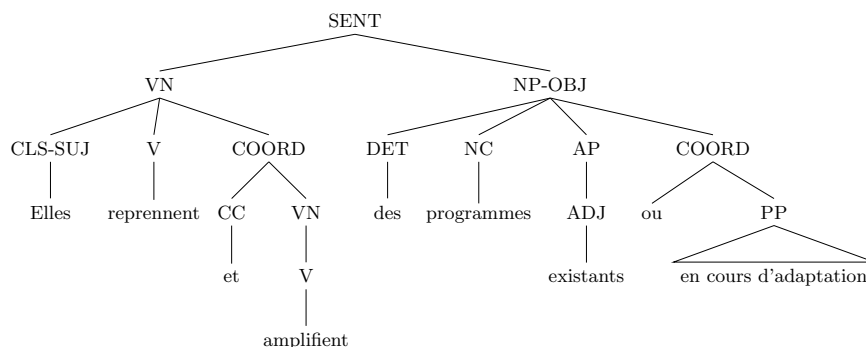 SENT
VN NP-OBJ
CLS-SUJ V COORD DET NC AP COORD
Elles reprennent CC VN des programmes ADJ ou PP
et V existants en cours d'adaptation
amplifient